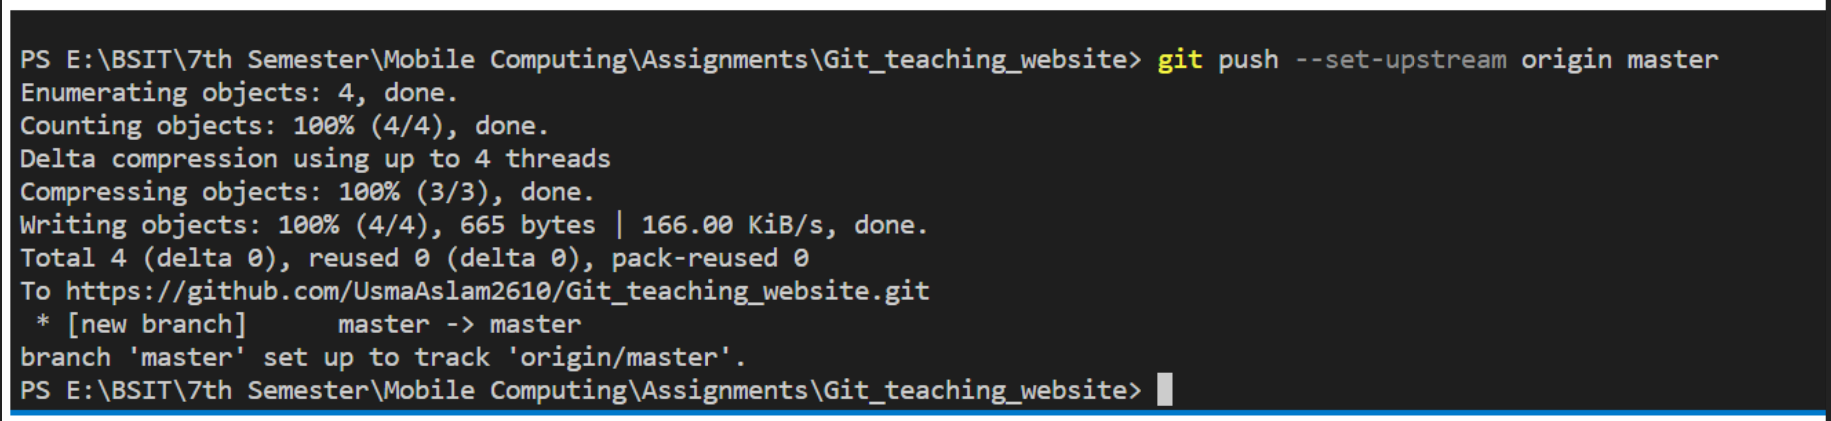 PS E:\BSIT\7th Semester\Mobile Computing\Assignments\Git_teaching_website> git push --set-upstream origin master
Enumerating objects: 4, done.
Counting objects: 100% (4/4), done.
Delta compression using up to 4 threads
Compressing objects: 100% (3/3), done.
Writing objects: 100% (4/4), 665 bytes | 166.00 KiB/s, done.
Total 4 (delta 0), reused 0 (delta 0), pack-reused 0
To https://github.com/UsmaAslam2610/Git_teaching_website.git
 * [new branch]      master -> master
branch 'master' set up to track 'origin/master'.
PS E:\BSIT\7th Semester\Mobile Computing\Assignments\Git_teaching_website>